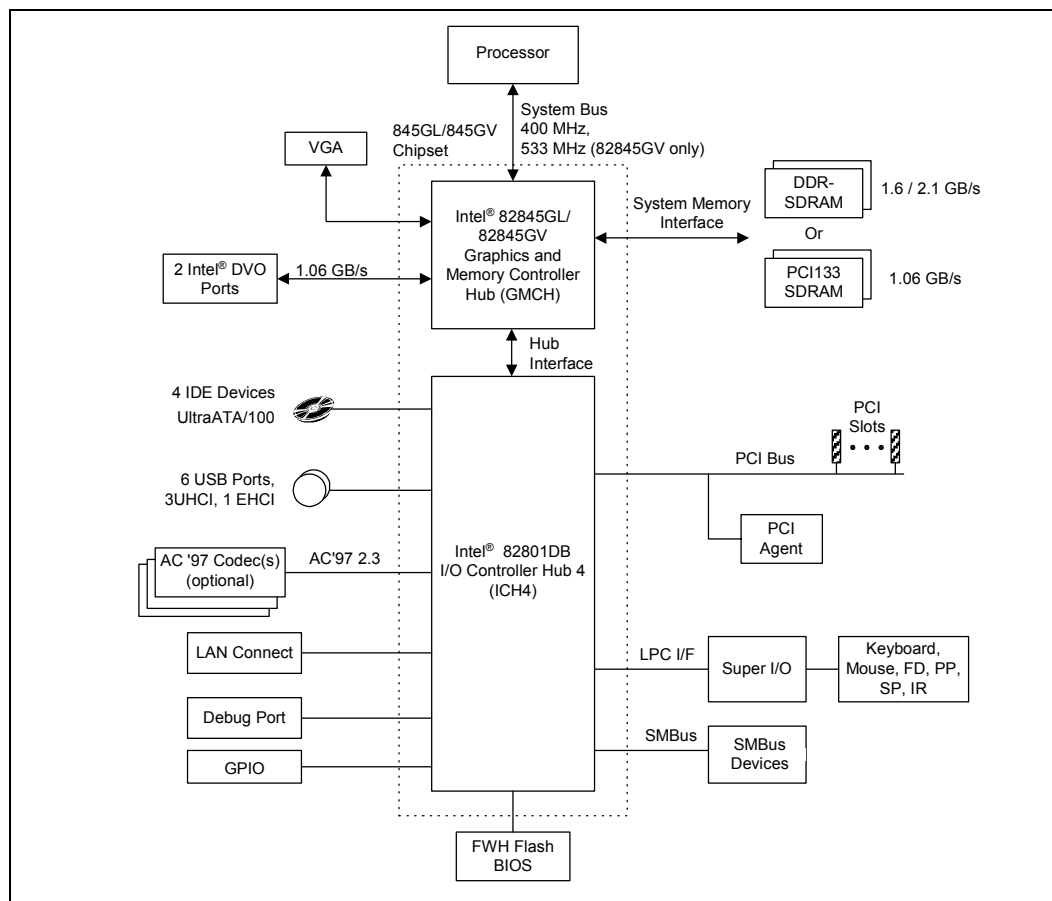 Processor
System Bus
400 MHz,
533 MHz (82845GV only)
845GL/845GV
Chipset
VGA
DDR-
SDRAM
1.6 / 2.1 GB/s
Intel® 82845GL/
82845GV
Graphics and
Memory Controller
Hub (GMCH)
System Memory
Interface
Or
2 Intel® DVO
Ports
1.06 GB/s
PCI133
SDRAM
1.06 GB/s
Hub
Interface
4 IDE Devices
UltraATA/100
PCI
Slots
PCI Bus
6 USB Ports,
3UHCI, 1 EHCI
PCI
Agent
AC '97 Codec(s)
(optional)
AC'97 2.3
Intel® 82801DB
I/O Controller Hub 4
(ICH4)
LAN Connect
LPC I/F
Super I/O
Keyboard,
Mouse, FD, PP,
SP, IR
Debug Port
SMBus
SMBus
Devices
GPIO
FWH Flash
BIOS